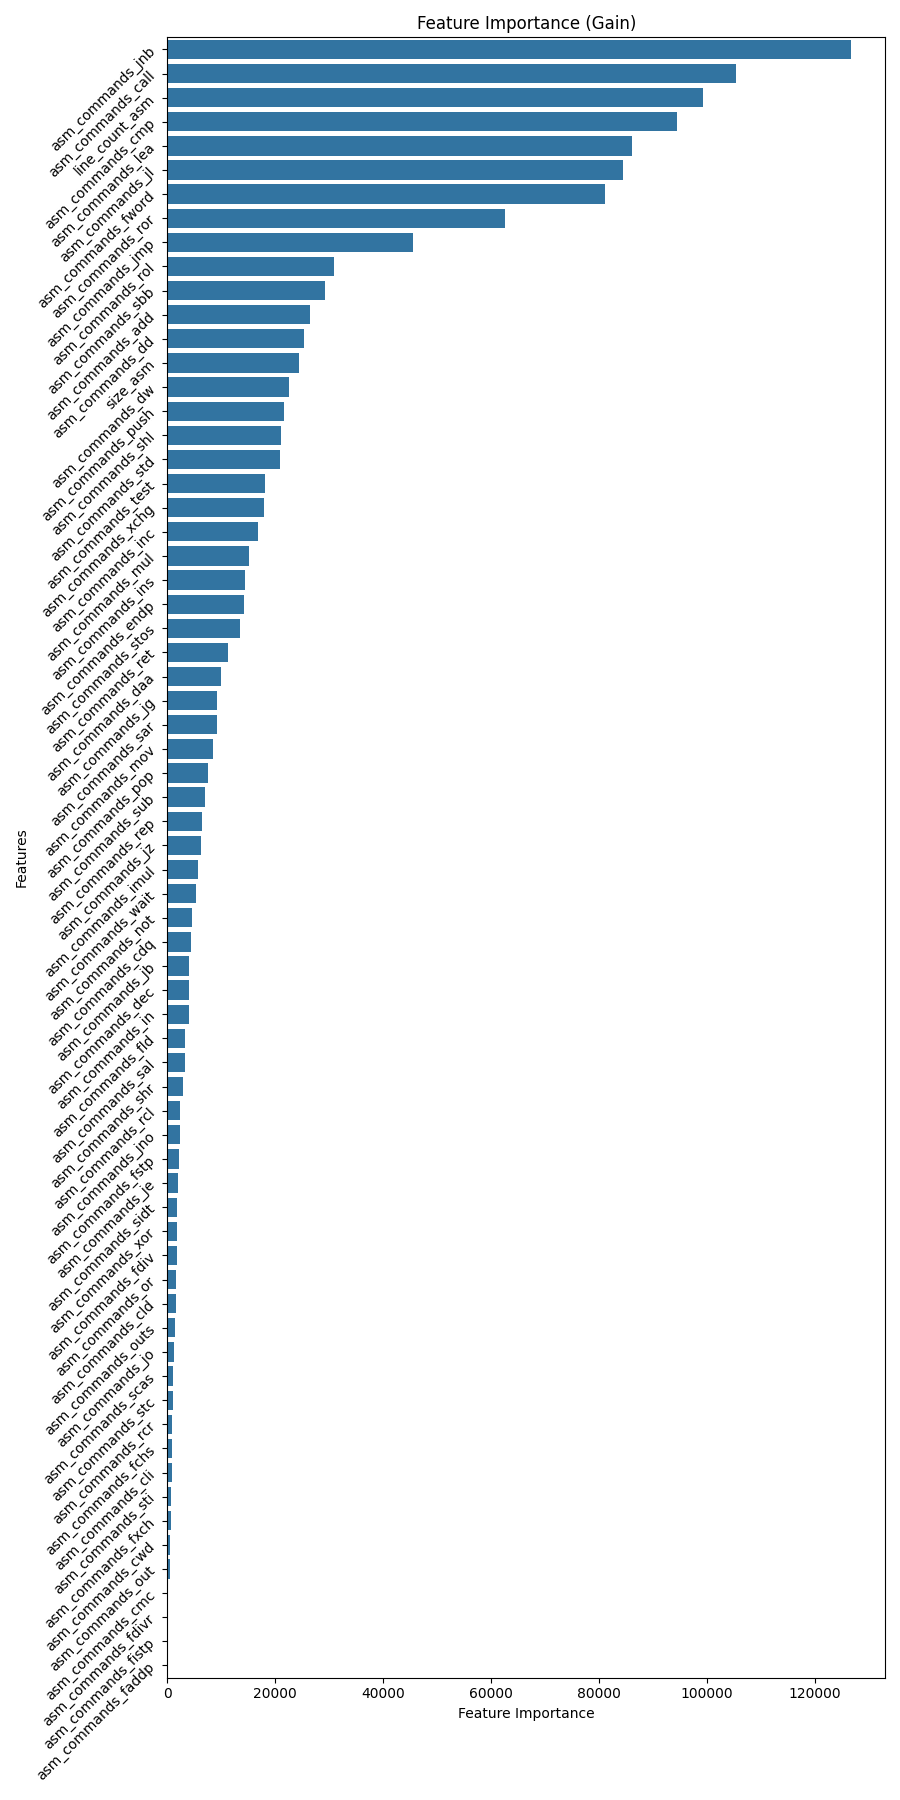 Feature Importance (Gain)
asm_commands_jnb
asm_commands_call
line_count_asm
asm_commands_cmp
asm_commands_lea
asm_commands_jl
asm_commands_fword
asm_commands_ror
asm_commands_jmp
asm_commands_rol
asm_commands_sbb
asm_commands_add
asm_commands_dd
size_asm
asm_commands_dw
asm_commands_push
asm_commands_shl
asm_commands_std
asm_commands_test
asm_commands_xchg
asm_commands_inc
asm_commands_mul
asm_commands_ins
asm_commands_endp
asm_commands_stos
asm_commands_ret
asm_commands_daa
asm_commands_jg
asm_commands_sar
asm_commands_mov
asm_commands_pop
asm_commands_sub
asm_commands_rep
asm_commands_jz
asm_commands_imul
asm_commands_wait
asm_commands_not
asm_commands_cdq
asm_commands_jb
asm_commands_dec
asm_commands_in
asm_commands_fld
asm_commands_sal
asm_commands_shr
asm_commands_rcl
asm_commands_jno
asm_commands_fstp
asm_commands_je
asm_commands_sidt
asm_commands_xor
asm_commands_fdiv
asm_commands_or
asm_commands_cld
asm_commands_outs
asm_commands_jo
asm_commands_scas
asm_commands_stc
asm_commands_rcr
asm_commands_fchs
asm_commands_cli
asm_commands_sti
asm_commands_fxch
asm_commands_cwd
asm_commands_out
asm_commands_cmc
asm_commands_fdivr
asm_commands_fistp
asm_commands_faddp
Features
0 20000 40000 60000 80000 100000 120000
Feature Importance